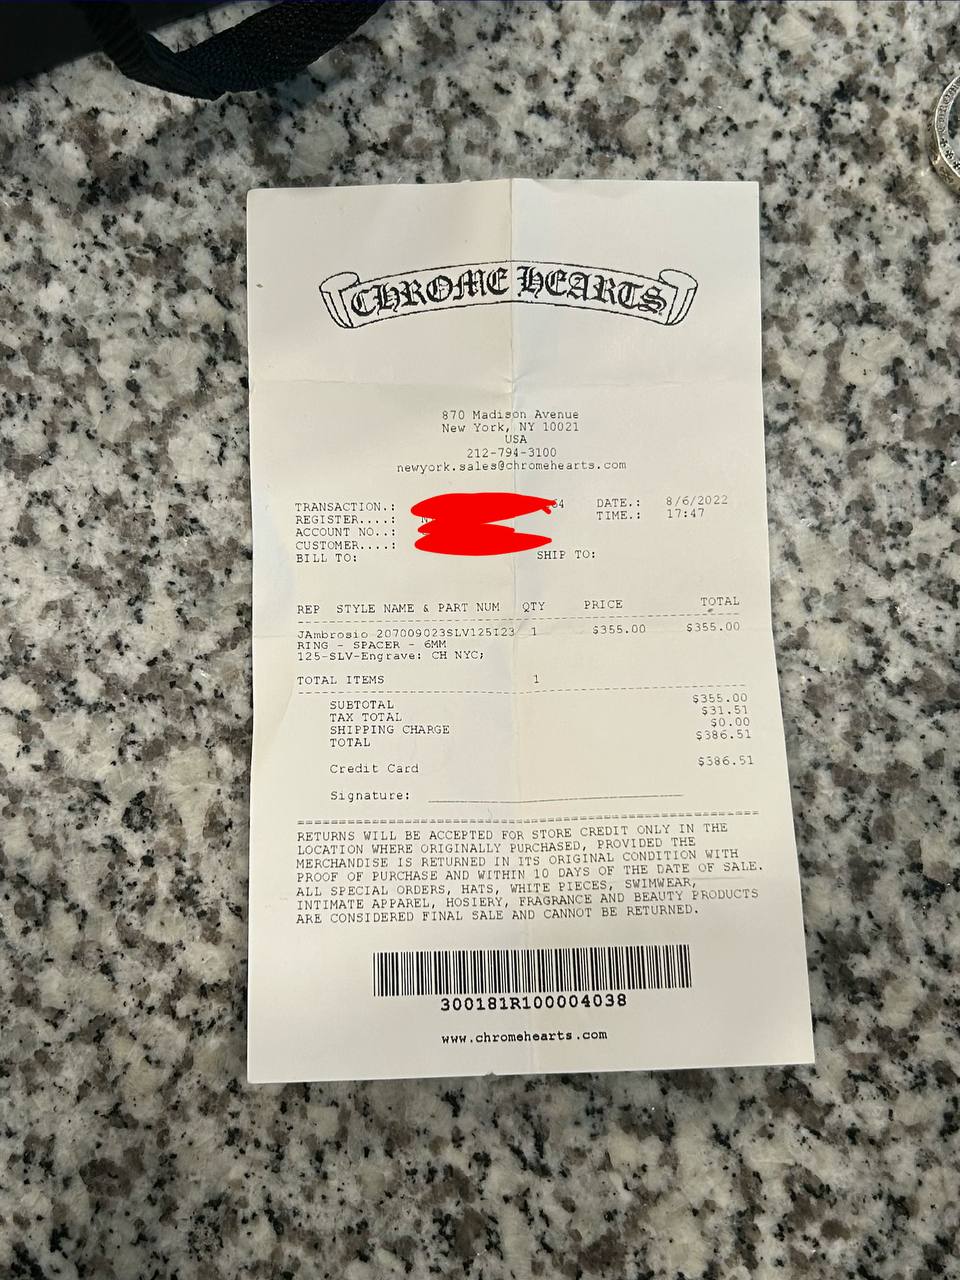 CHROME HEARTS
870 Madison Avenue
New York, NY 10021
USA
212-794-3100
newyork.sales@chromehearts.com
TRANSACTION.: 64 DATE.: 8/6/2022
REGISTER....: TIME.: 17:47
ACCOUNT NO..:
CUSTOMER....:
BILL TO: SHIP TO:
REP STYLE NAME & PART NUM QTY PRICE TOTAL
JAmbrosio 207009023SLV125I23 1 $355.00 $355.00
RING - SPACER - 6MM
125-SLV-Engrave: CH NYC;
TOTAL ITEMS 1
SUBTOTAL $355.00
TAX TOTAL $31.51
SHIPPING CHARGE $0.00
TOTAL $386.51
Credit Card $386.51
Signature:
RETURNS WILL BE ACCEPTED FOR STORE CREDIT ONLY IN THE
LOCATION WHERE ORIGINALLY PURCHASED, PROVIDED THE
MERCHANDISE IS RETURNED IN ITS ORIGINAL CONDITION WITH
PROOF OF PURCHASE AND WITHIN 10 DAYS OF THE DATE OF SALE.
ALL SPECIAL ORDERS, HATS, WHITE PIECES, SWIMWEAR,
INTIMATE APPAREL, HOSIERY, FRAGRANCE AND BEAUTY PRODUCTS
ARE CONSIDERED FINAL SALE AND CANNOT BE RETURNED.
300181R100004038
www.chromehearts.com